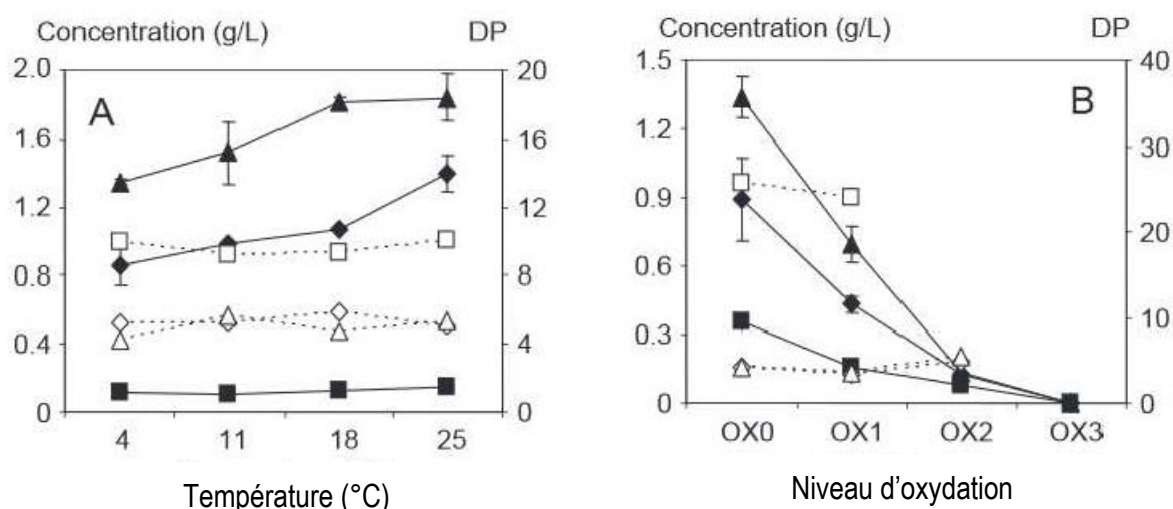 Concentration (g/L) DP
2.0 20
A
1.6 16
1.2 12
0.8 8
0.4 4
0 0
4 11 18 25
Température (°C)
Concentration (g/L) DP
1.5 40
B
1.2
30
0.9
20
0.6
0.3 10
0 0
OX0 OX1 OX2 OX3
Niveau d'oxydation